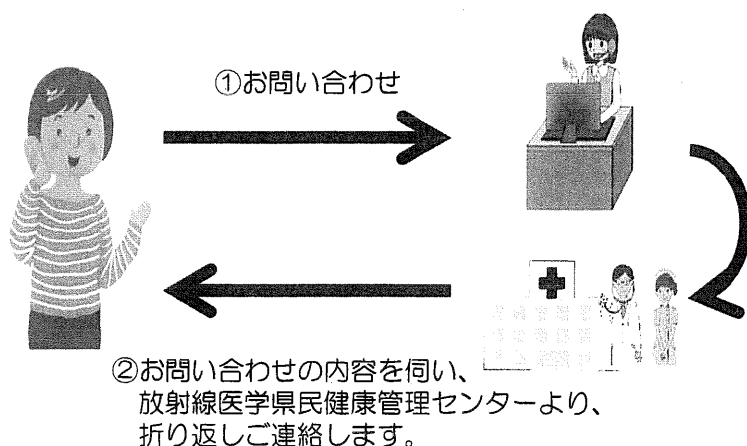 ①お問い合わせ
②お問い合わせの内容を伺い、
放射線医学県民健康管理センターより、
折り返しご連絡します。